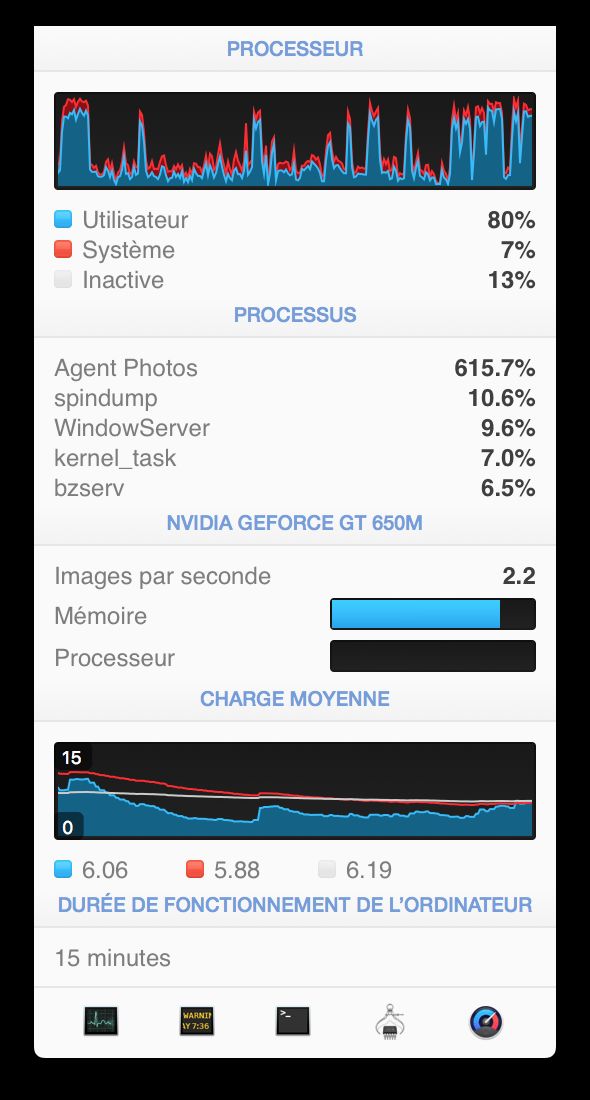 PROCESSEUR
Utilisateur 80%
Système 7%
Inactive 13%
PROCESSUS
Agent Photos 615.7%
spindump 10.6%
WindowServer 9.6%
kernel_task 7.0%
bzserv 6.5%
NVIDIA GEFORCE GT 650M
Images par seconde 2.2
Mémoire
Processeur
CHARGE MOYENNE
15
0
6.06 5.88 6.19
DURÉE DE FONCTIONNEMENT DE L’ORDINATEUR
15 minutes
WARNIN
AY 7:36
>_